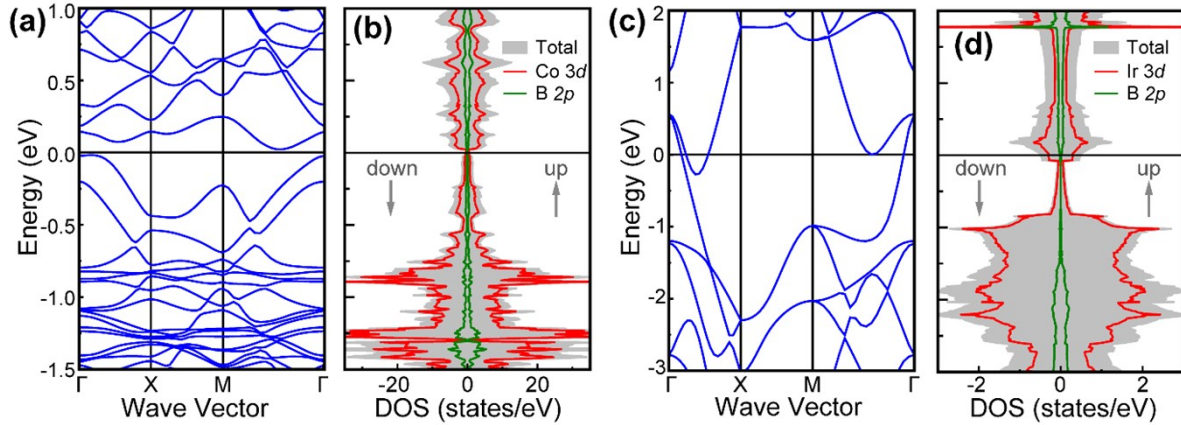 (a)
Energy (eV)
1.0
0.5
0.0
-0.5
-1.0
-1.5
Γ X M Γ
Wave Vector
(b)
Total
Co 3d
B 2p
down
up
-30 0 30
DOS (states/eV)
(c)
Energy (eV)
2
1
0
-1
-2
-3
Γ X M Γ
Wave Vector
(d)
Total
Ir 3d
B 2p
down
up
-2 0 2
DOS (states/eV)